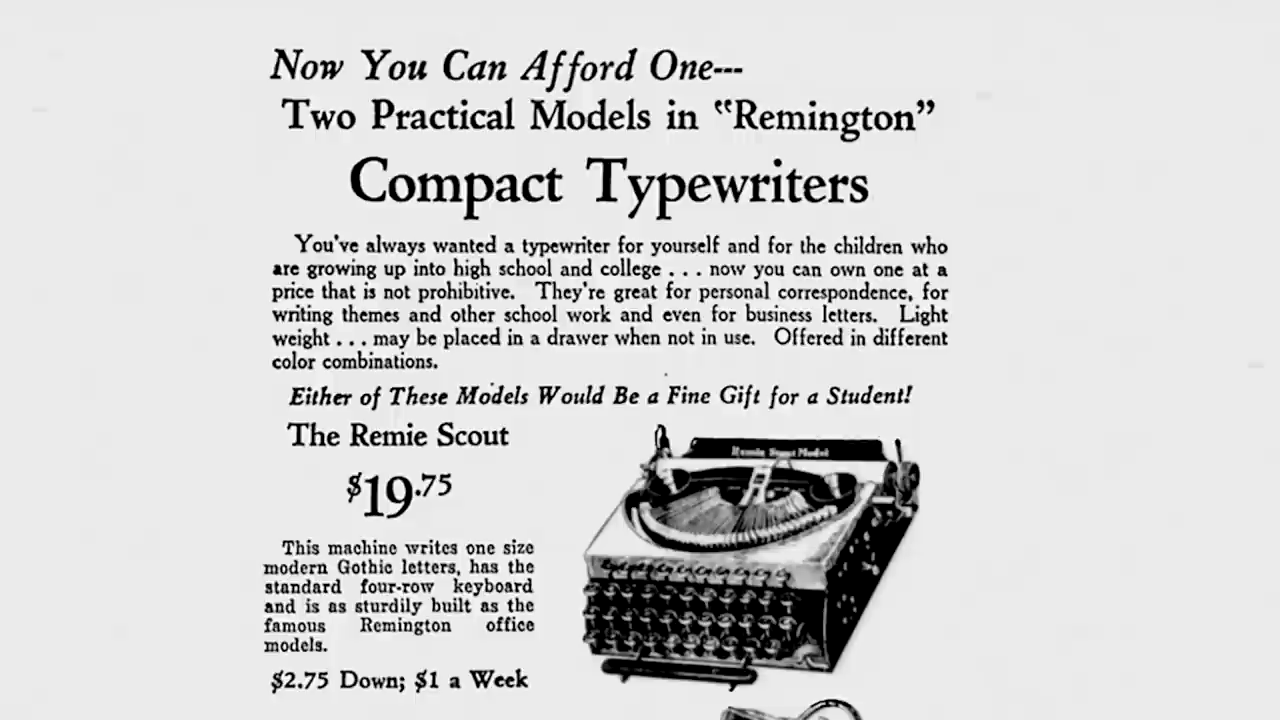 Now You Can Afford One---
Two Practical Models in “Remington”
Compact Typewriters
You've always wanted a typewriter for yourself and for the children who
are growing up into high school and college . . . now you can own one at a
price that is not prohibitive. They're great for personal correspondence, for
writing themes and other school work and even for business letters. Light
weight . . . may be placed in a drawer when not in use. Offered in different
color combinations.
Either of These Models Would Be a Fine Gift for a Student!
The Remie Scout
$19.75
This machine writes one size
modern Gothic letters, has the
standard four-row keyboard
and is as sturdily built as the
famous Remington office
models.
$2.75 Down; $1 a Week
Remie Scout Model